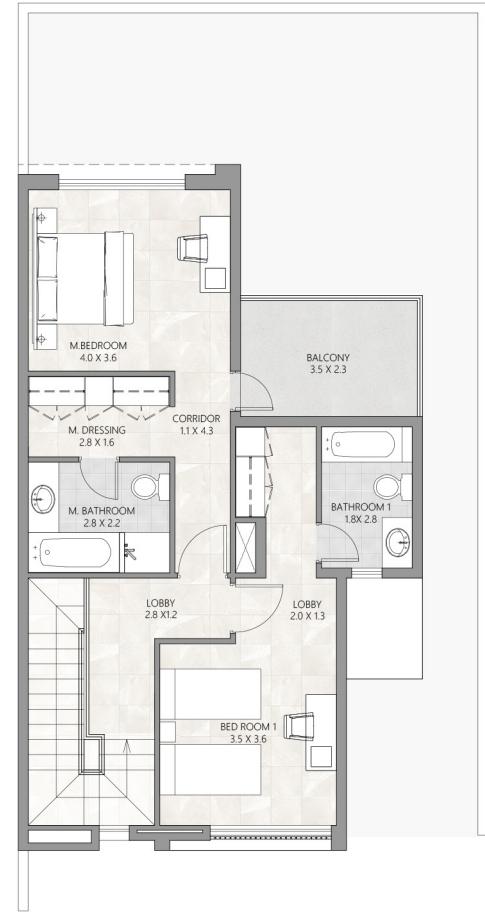 M.BEDROOM
4.0 X 3.6
BALCONY
3.5 X 2.3
CORRIDOR
1.1 X 4.3
M. DRESSING
2.8 X 1.6
M. BATHROOM
2.8 X 2.2
BATHROOM 1
1.8X 2.8
LOBBY
2.8 X1.2
LOBBY
2.0 X 1.3
BED ROOM 1
3.5 X 3.6